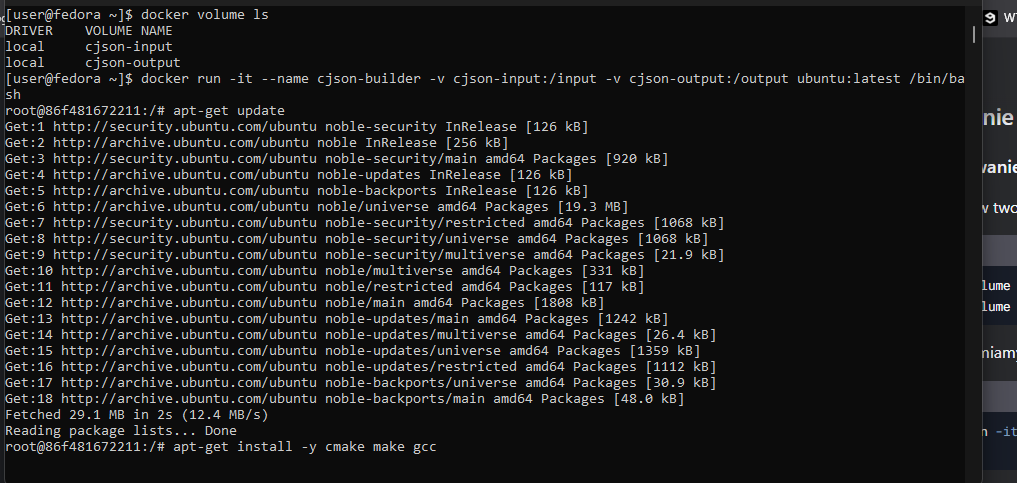 [user@fedora ~]$ docker volume ls
DRIVER    VOLUME NAME
local     cjson-input
local     cjson-output
[user@fedora ~]$ docker run -it --name cjson-builder -v cjson-input:/input -v cjson-output:/output ubuntu:latest /bin/ba
sh
root@86f481672211:/# apt-get update
Get:1 http://security.ubuntu.com/ubuntu noble-security InRelease [126 kB]
Get:2 http://archive.ubuntu.com/ubuntu noble InRelease [256 kB]
Get:3 http://security.ubuntu.com/ubuntu noble-security/main amd64 Packages [920 kB]
Get:4 http://archive.ubuntu.com/ubuntu noble-updates InRelease [126 kB]
Get:5 http://archive.ubuntu.com/ubuntu noble-backports InRelease [126 kB]
Get:6 http://archive.ubuntu.com/ubuntu noble/universe amd64 Packages [19.3 MB]
Get:7 http://security.ubuntu.com/ubuntu noble-security/restricted amd64 Packages [1068 kB]
Get:8 http://security.ubuntu.com/ubuntu noble-security/universe amd64 Packages [1068 kB]
Get:9 http://security.ubuntu.com/ubuntu noble-security/multiverse amd64 Packages [21.9 kB]
Get:10 http://archive.ubuntu.com/ubuntu noble/multiverse amd64 Packages [331 kB]
Get:11 http://archive.ubuntu.com/ubuntu noble/restricted amd64 Packages [117 kB]
Get:12 http://archive.ubuntu.com/ubuntu noble/main amd64 Packages [1808 kB]
Get:13 http://archive.ubuntu.com/ubuntu noble-updates/main amd64 Packages [1242 kB]
Get:14 http://archive.ubuntu.com/ubuntu noble-updates/multiverse amd64 Packages [26.4 kB]
Get:15 http://archive.ubuntu.com/ubuntu noble-updates/universe amd64 Packages [1359 kB]
Get:16 http://archive.ubuntu.com/ubuntu noble-updates/restricted amd64 Packages [1112 kB]
Get:17 http://archive.ubuntu.com/ubuntu noble-backports/universe amd64 Packages [30.9 kB]
Get:18 http://archive.ubuntu.com/ubuntu noble-backports/main amd64 Packages [48.0 kB]
Fetched 29.1 MB in 2s (12.4 MB/s)
Reading package lists... Done
root@86f481672211:/# apt-get install -y cmake make gcc
nie
wanie
w two
lume
lume
miamy
n -it